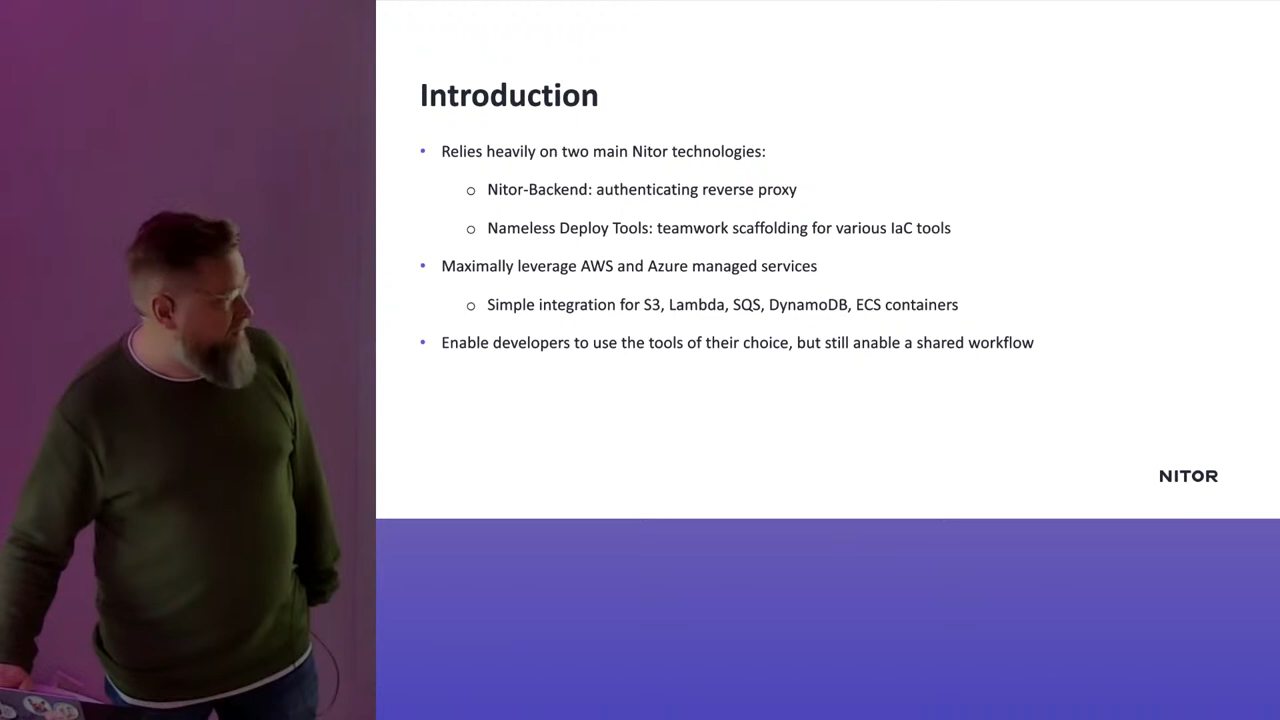 Introduction
• Relies heavily on two main Nitor technologies:
o Nitor-Backend: authenticating reverse proxy
o Nameless Deploy Tools: teamwork scaffolding for various IaC tools
• Maximally leverage AWS and Azure managed services
o Simple integration for S3, Lambda, SQS, DynamoDB, ECS containers
• Enable developers to use the tools of their choice, but still anable a shared workflow
NITOR